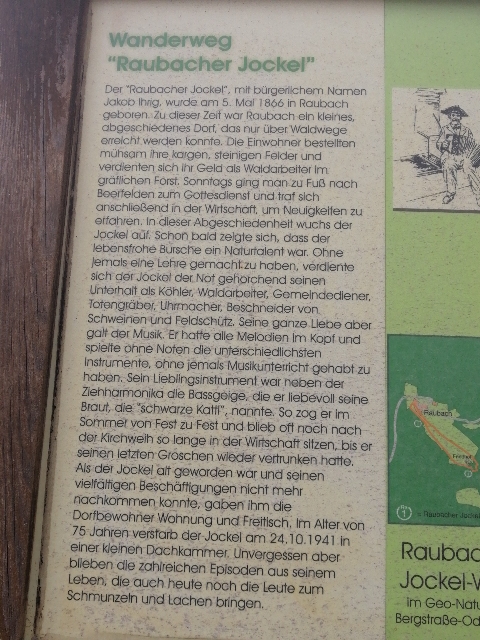 Wanderweg
"Raubacher Jockel"
Der "Raubacher Jockel", mit bürgerlichem Namen
Jakob Ihrig, wurde am 5. Mai 1866 in Raubach
geboren. Zu dieser Zeit war Raubach ein kleines,
abgeschiedenes Dorf, das nur über Waldwege
erreicht werden konnte. Die Einwohner bestellten
mühsam ihre kargen, steinigen Felder und
verdienten sich ihr Geld als Waldarbeiter im
gräflichen Forst. Sonntags ging man zu Fuß nach
Beerfelden zum Gottesdienst und traf sich
anschließend in der Wirtschaft, um Neuigkeiten zu
erfahren. In dieser Abgeschiedenheit wuchs der
Jockel auf. Schon bald zeigte sich, dass der
lebensfrohe Bursche ein Naturtalent war. Ohne
jemals eine Lehre gemacht zu haben, verdiente
sich der Jockel der Not gehorchend seinen
Unterhalt als Köhler, Waldarbeiter, Gemeindediener,
Totengräber, Uhrmacher, Beschneider von
Schweinen und Feldschütz. Seine ganze Liebe aber
galt der Musik. Er hatte alle Melodien im Kopf und
spielte ohne Noten die unterschiedlichsten
Instrumente, ohne jemals Musikunterricht gehabt zu
haben. Sein Lieblingsinstrument war neben der
Ziehharmonika die Bassgeige, die er liebevoll seine
Braut, die "schwarze Kattl", nannte. So zog er im
Sommer von Fest zu Fest und blieb oft noch nach
der Kirchweih so lange in der Wirtschaft sitzen, bis er
seinen letzten Groschen wieder vertrunken hatte.
Als der Jockel alt geworden war und seinen
vielfältigen Beschäftigungen nicht mehr
nachkommen konnte, gaben ihm die
Dorfbewohner Wohnung und Freitisch. Im Alter von
75 Jahren verstarb der Jockel am 24.10.1941 in
einer kleinen Dachkammer. Unvergessen aber
blieben die zahlreichen Episoden aus seinem
Leben, die auch heute noch die Leute zum
Schmunzeln und Lachen bringen.
Raubach
Raubacher Jockel
Raubac
Jockel-W
im Geo-Natu
Bergstraße-Od